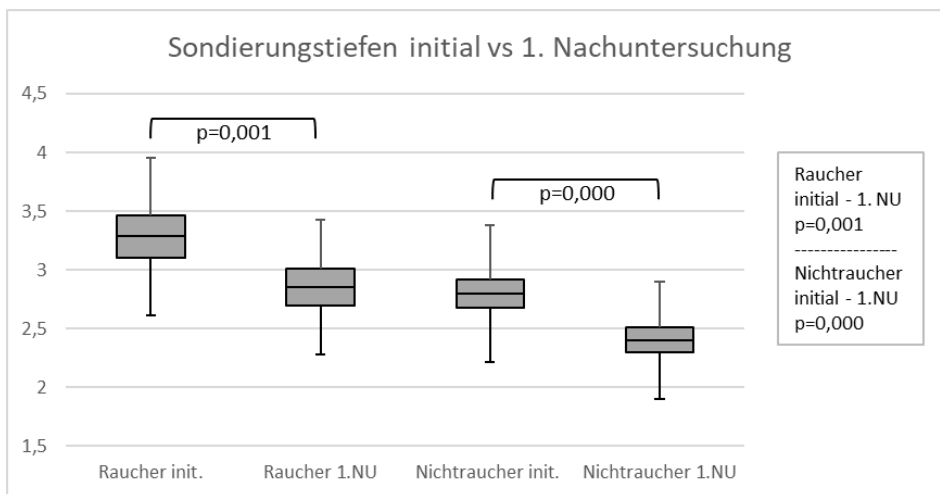 Sondierungstiefen initial vs 1. Nachuntersuchung
4,5
4
3,5
3
2,5
2
1,5
p=0,001
p=0,000
Raucher init.
Raucher 1.NU
Nichtraucher init.
Nichtraucher 1.NU
Raucher
initial - 1. NU
p=0,001
----------------
Nichtraucher
initial - 1.NU
p=0,000